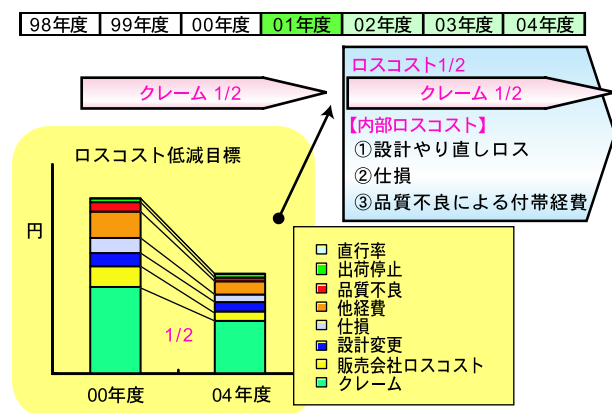 98年度 99年度 00年度 01年度 02年度 03年度 04年度
ロスコスト1/2
クレーム 1/2
クレーム 1/2
【内部ロスコスト】
①設計やり直しロス
②仕損
③品質不良による付帯経費
ロスコスト低減目標
円
1/2
00年度
04年度
直行率
出荷停止
品質不良
他経費
仕損
設計変更
販売会社ロスコスト
クレーム